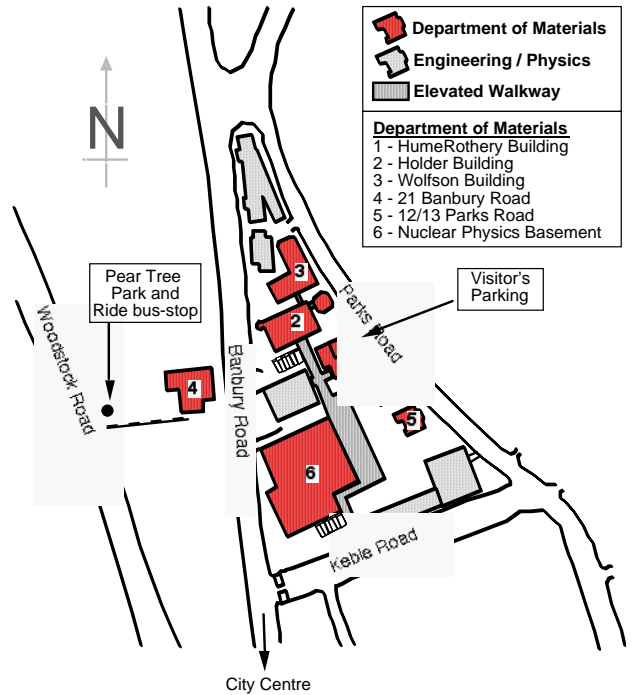 Department of Materials
Engineering / Physics
Elevated Walkway
Department of Materials
1 - HumeRothery Building
2 - Holder Building
3 - Wolfson Building
4 - 21 Banbury Road
5 - 12/13 Parks Road
6 - Nuclear Physics Basement
N
Pear Tree
Park and
Ride bus-stop
Visitor's
Parking
Woodstock Road
Banbury Road
Parks Road
Keble Road
3
2
4
5
6
City Centre